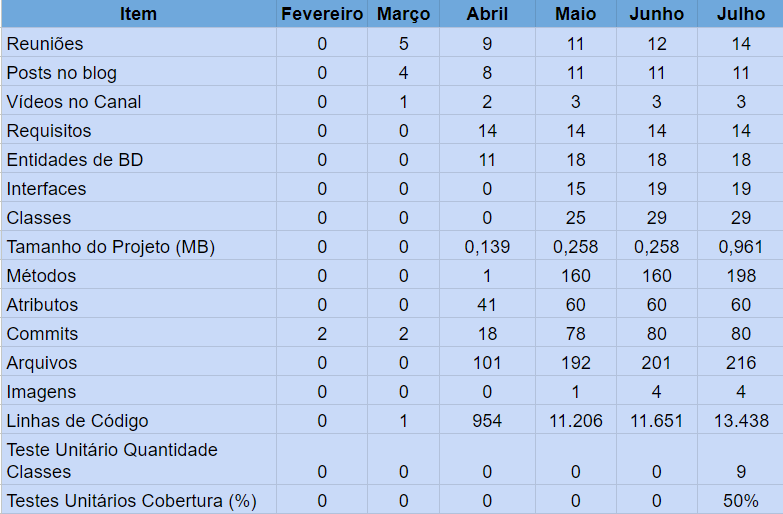 Item Fevereiro Março Abril Maio Junho Julho
Reuniões 0 5 9 11 12 14
Posts no blog 0 4 8 11 11 11
Vídeos no Canal 0 1 2 3 3 3
Requisitos 0 0 14 14 14 14
Entidades de BD 0 0 11 18 18 18
Interfaces 0 0 0 15 19 19
Classes 0 0 0 25 29 29
Tamanho do Projeto (MB) 0 0 0,139 0,258 0,258 0,961
Métodos 0 0 1 160 160 198
Atributos 0 0 41 60 60 60
Commits 2 2 18 78 80 80
Arquivos 0 0 101 192 201 216
Imagens 0 0 0 1 4 4
Linhas de Código 0 1 954 11.206 11.651 13.438
Teste Unitário Quantidade
Classes 0 0 0 0 0 9
Testes Unitários Cobertura (%) 0 0 0 0 0 50%